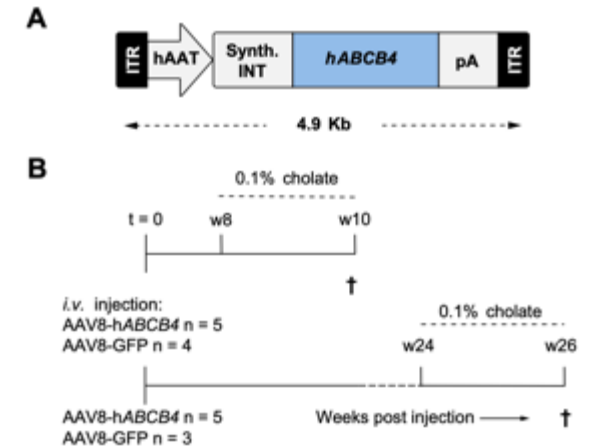 A
ITR hAAT Synth. INT hABCB4 pA ITR
4.9 Kb
B
0.1% cholate
t = 0 w8 w10
†
i.v. injection:
AAV8-hABCB4 n = 5
AAV8-GFP n = 4
0.1% cholate
w24 w26
AAV8-hABCB4 n = 5
AAV8-GFP n = 3
Weeks post injection
†